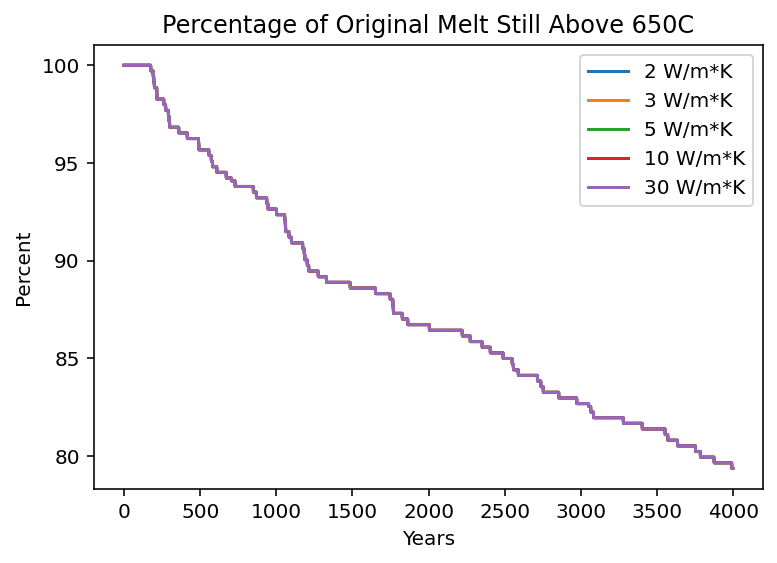 Percentage of Original Melt Still Above 650C
100
95
90
85
80
Percent
2 W/m*K
3 W/m*K
5 W/m*K
10 W/m*K
30 W/m*K
0 500 1000 1500 2000 2500 3000 3500 4000
Years